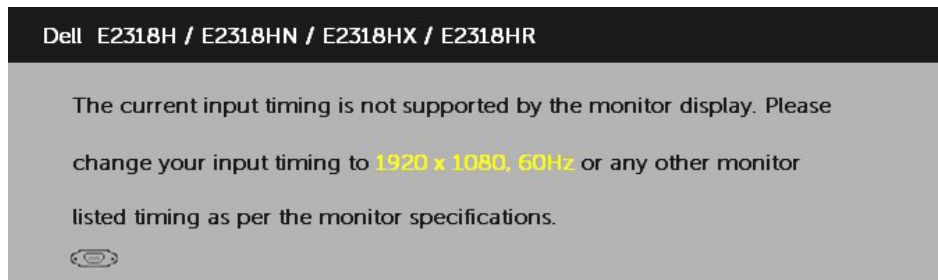 Dell E2318H / E2318HN / E2318HX / E2318HR
The current input timing is not supported by the monitor display. Please
change your input timing to 1920 x 1080, 60Hz or any other monitor
listed timing as per the monitor specifications.